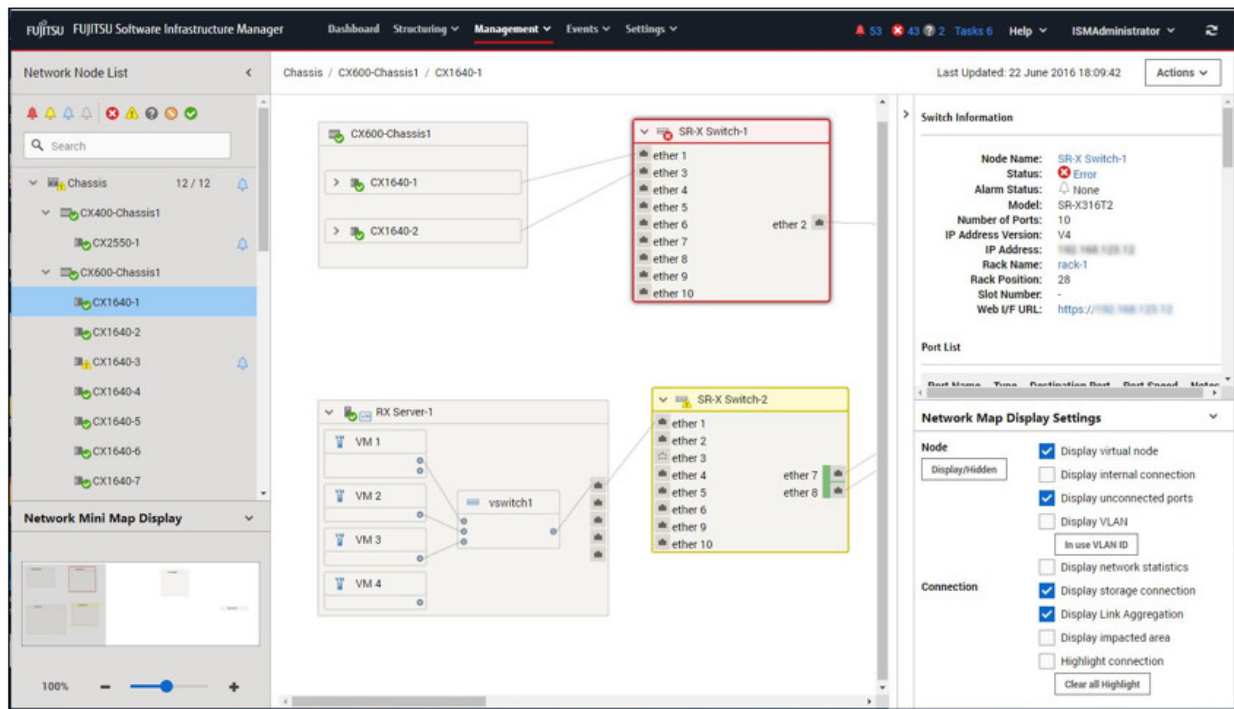 FUJITSU FUJITSU Software Infrastructure Manager
Dashboard Structuring Management Events Settings
53 43 2 Tasks 6 Help ISMAdministrator
Network Node List
Search
Chassis 12 / 12
CX400-Chassis1
CX2550-1
CX600-Chassis1
CX1640-1
CX1640-2
CX1640-3
CX1640-4
CX1640-5
CX1640-6
CX1640-7
Network Mini Map Display
100%
Chassis / CX600-Chassis1 / CX1640-1
Last Updated: 22 June 2016 18:09:42
Actions
CX600-Chassis1
CX1640-1
CX1640-2
SR-X Switch-1
ether 1
ether 3
ether 4
ether 5
ether 6
ether 7
ether 8
ether 9
ether 10
ether 2
RX Server-1
VM 1
VM 2
VM 3
VM 4
vswitch1
SR-X Switch-2
ether 1
ether 2
ether 3
ether 4
ether 5
ether 6
ether 9
ether 10
ether 7
ether 8
Switch Information
Node Name: SR-X Switch-1
Status: Error
Alarm Status: None
Model: SR-X316T2
Number of Ports: 10
IP Address Version: V4
IP Address:
Rack Name: rack-1
Rack Position: 28
Slot Number: -
Web I/F URL: https://
Port List
Port Name Type Destination Port Port Speed Notes
Network Map Display Settings
Node
Display/Hidden
Display virtual node
Display internal connection
Display unconnected ports
Display VLAN
In use VLAN ID
Display network statistics
Connection
Display storage connection
Display Link Aggregation
Display impacted area
Highlight connection
Clear all Highlight